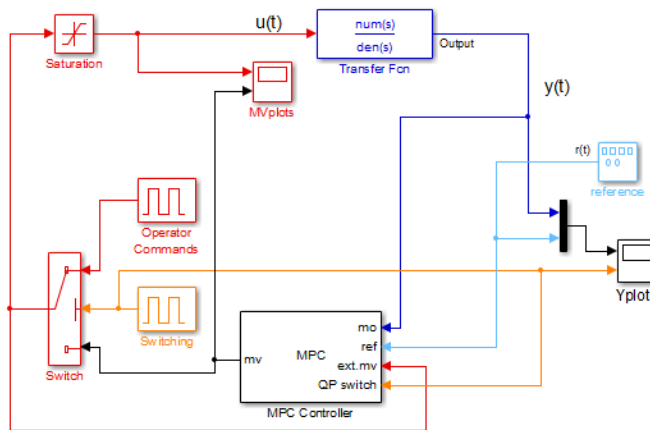 u(t)
num(s)
den(s)
Output
Saturation
Transfer Fcn
MVplots
y(t)
r(t)
reference
Operator
Commands
Yplots
mo
Switching
ref
mv
MPC
ext.mv
Switch
QP switch
MPC Controller